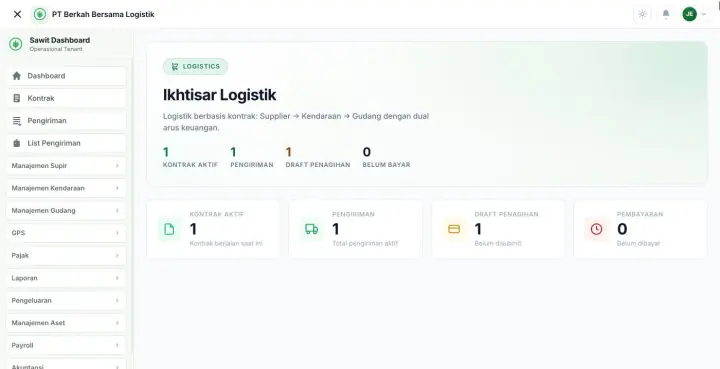 PT Berkah Bersama Logistik
JE
Sawit Dashboard
Operasional Tenant
Dashboard
Kontrak
Pengiriman
List Pengiriman
Manajemen Supir
Manajemen Kendaraan
Manajemen Gudang
GPS
Pajak
Laporan
Pengeluaran
Manajemen Aset
Payroll
Akuntansi
LOGISTICS
Ikhtisar Logistik
Logistik berbasis kontrak: Supplier → Kendaraan → Gudang dengan dual
arus keuangan.
1 1 1 0
KONTRAK AKTIF PENGIRIMAN DRAFT PENAGIHAN BELUM BAYAR
KONTRAK AKTIF
1
Kontrak berjalan saat ini
PENGIRIMAN
1
Total pengiriman aktif
DRAFT PENAGIHAN
1
Belum disubmit
PEMBAYARAN
0
Belum dibayar